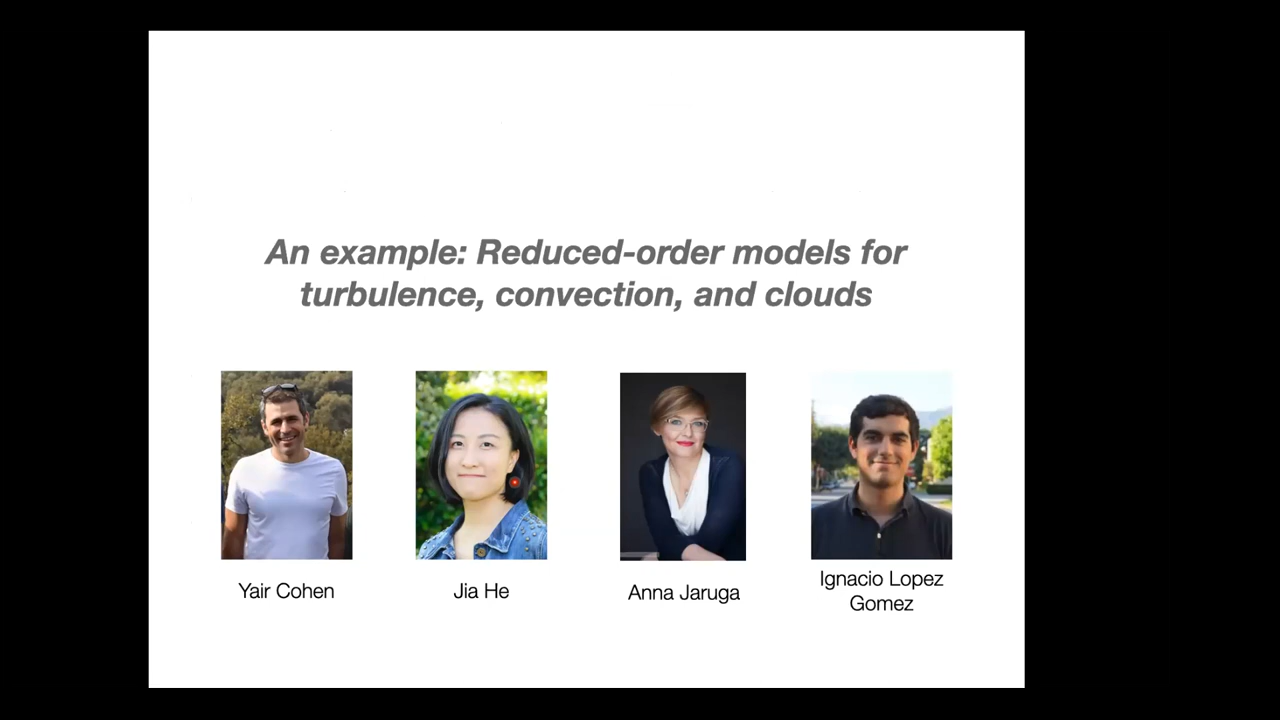 An example: Reduced-order models for
turbulence, convection, and clouds
Yair Cohen
Jia He
Anna Jaruga
Ignacio Lopez
Gomez